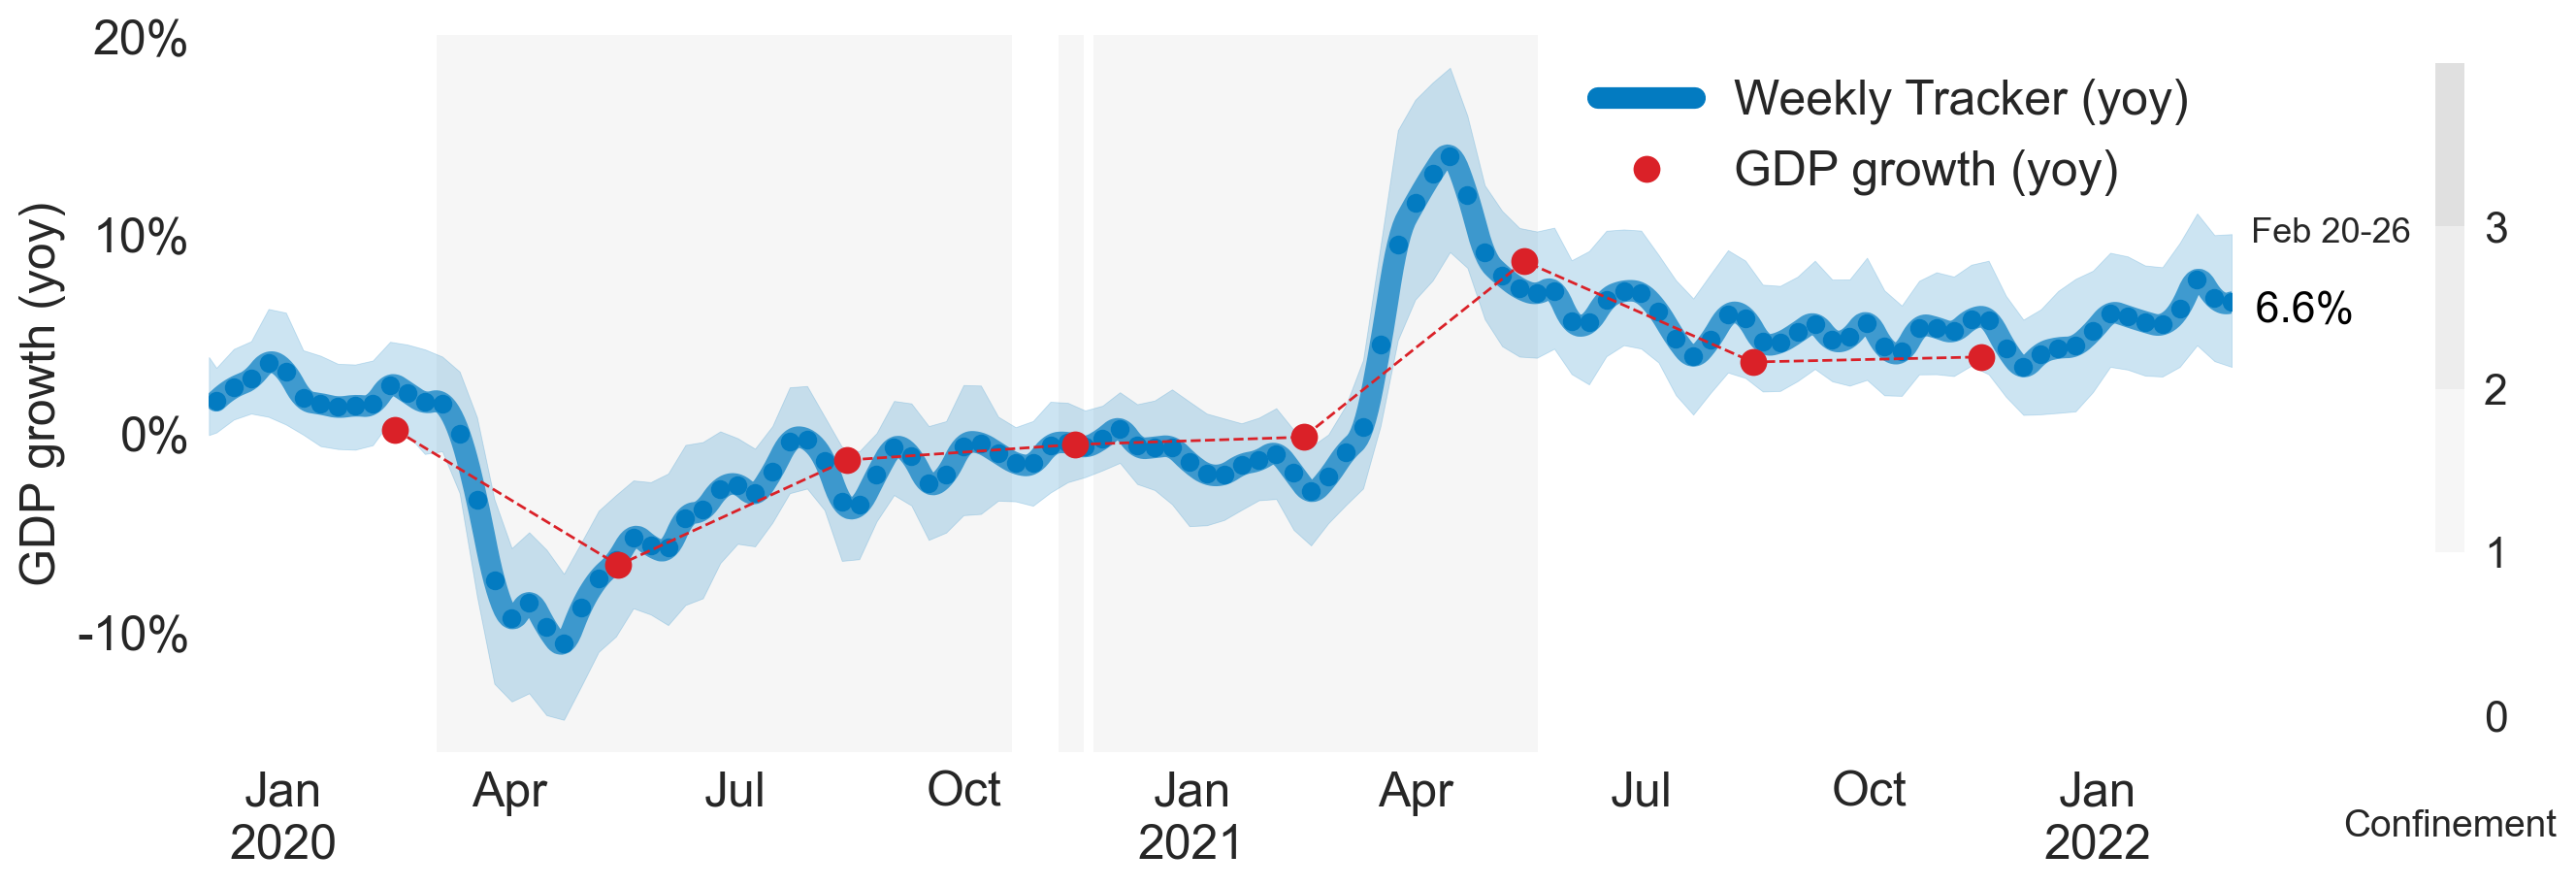 20%
10%
0%
-10%
GDP growth (yoy)
Weekly Tracker (yoy)
GDP growth (yoy)
Feb 20-26
6.6%
3
2
1
0
Jan Apr Jul Oct Jan Apr Jul Oct Jan
2020 2021 2022
Confinement